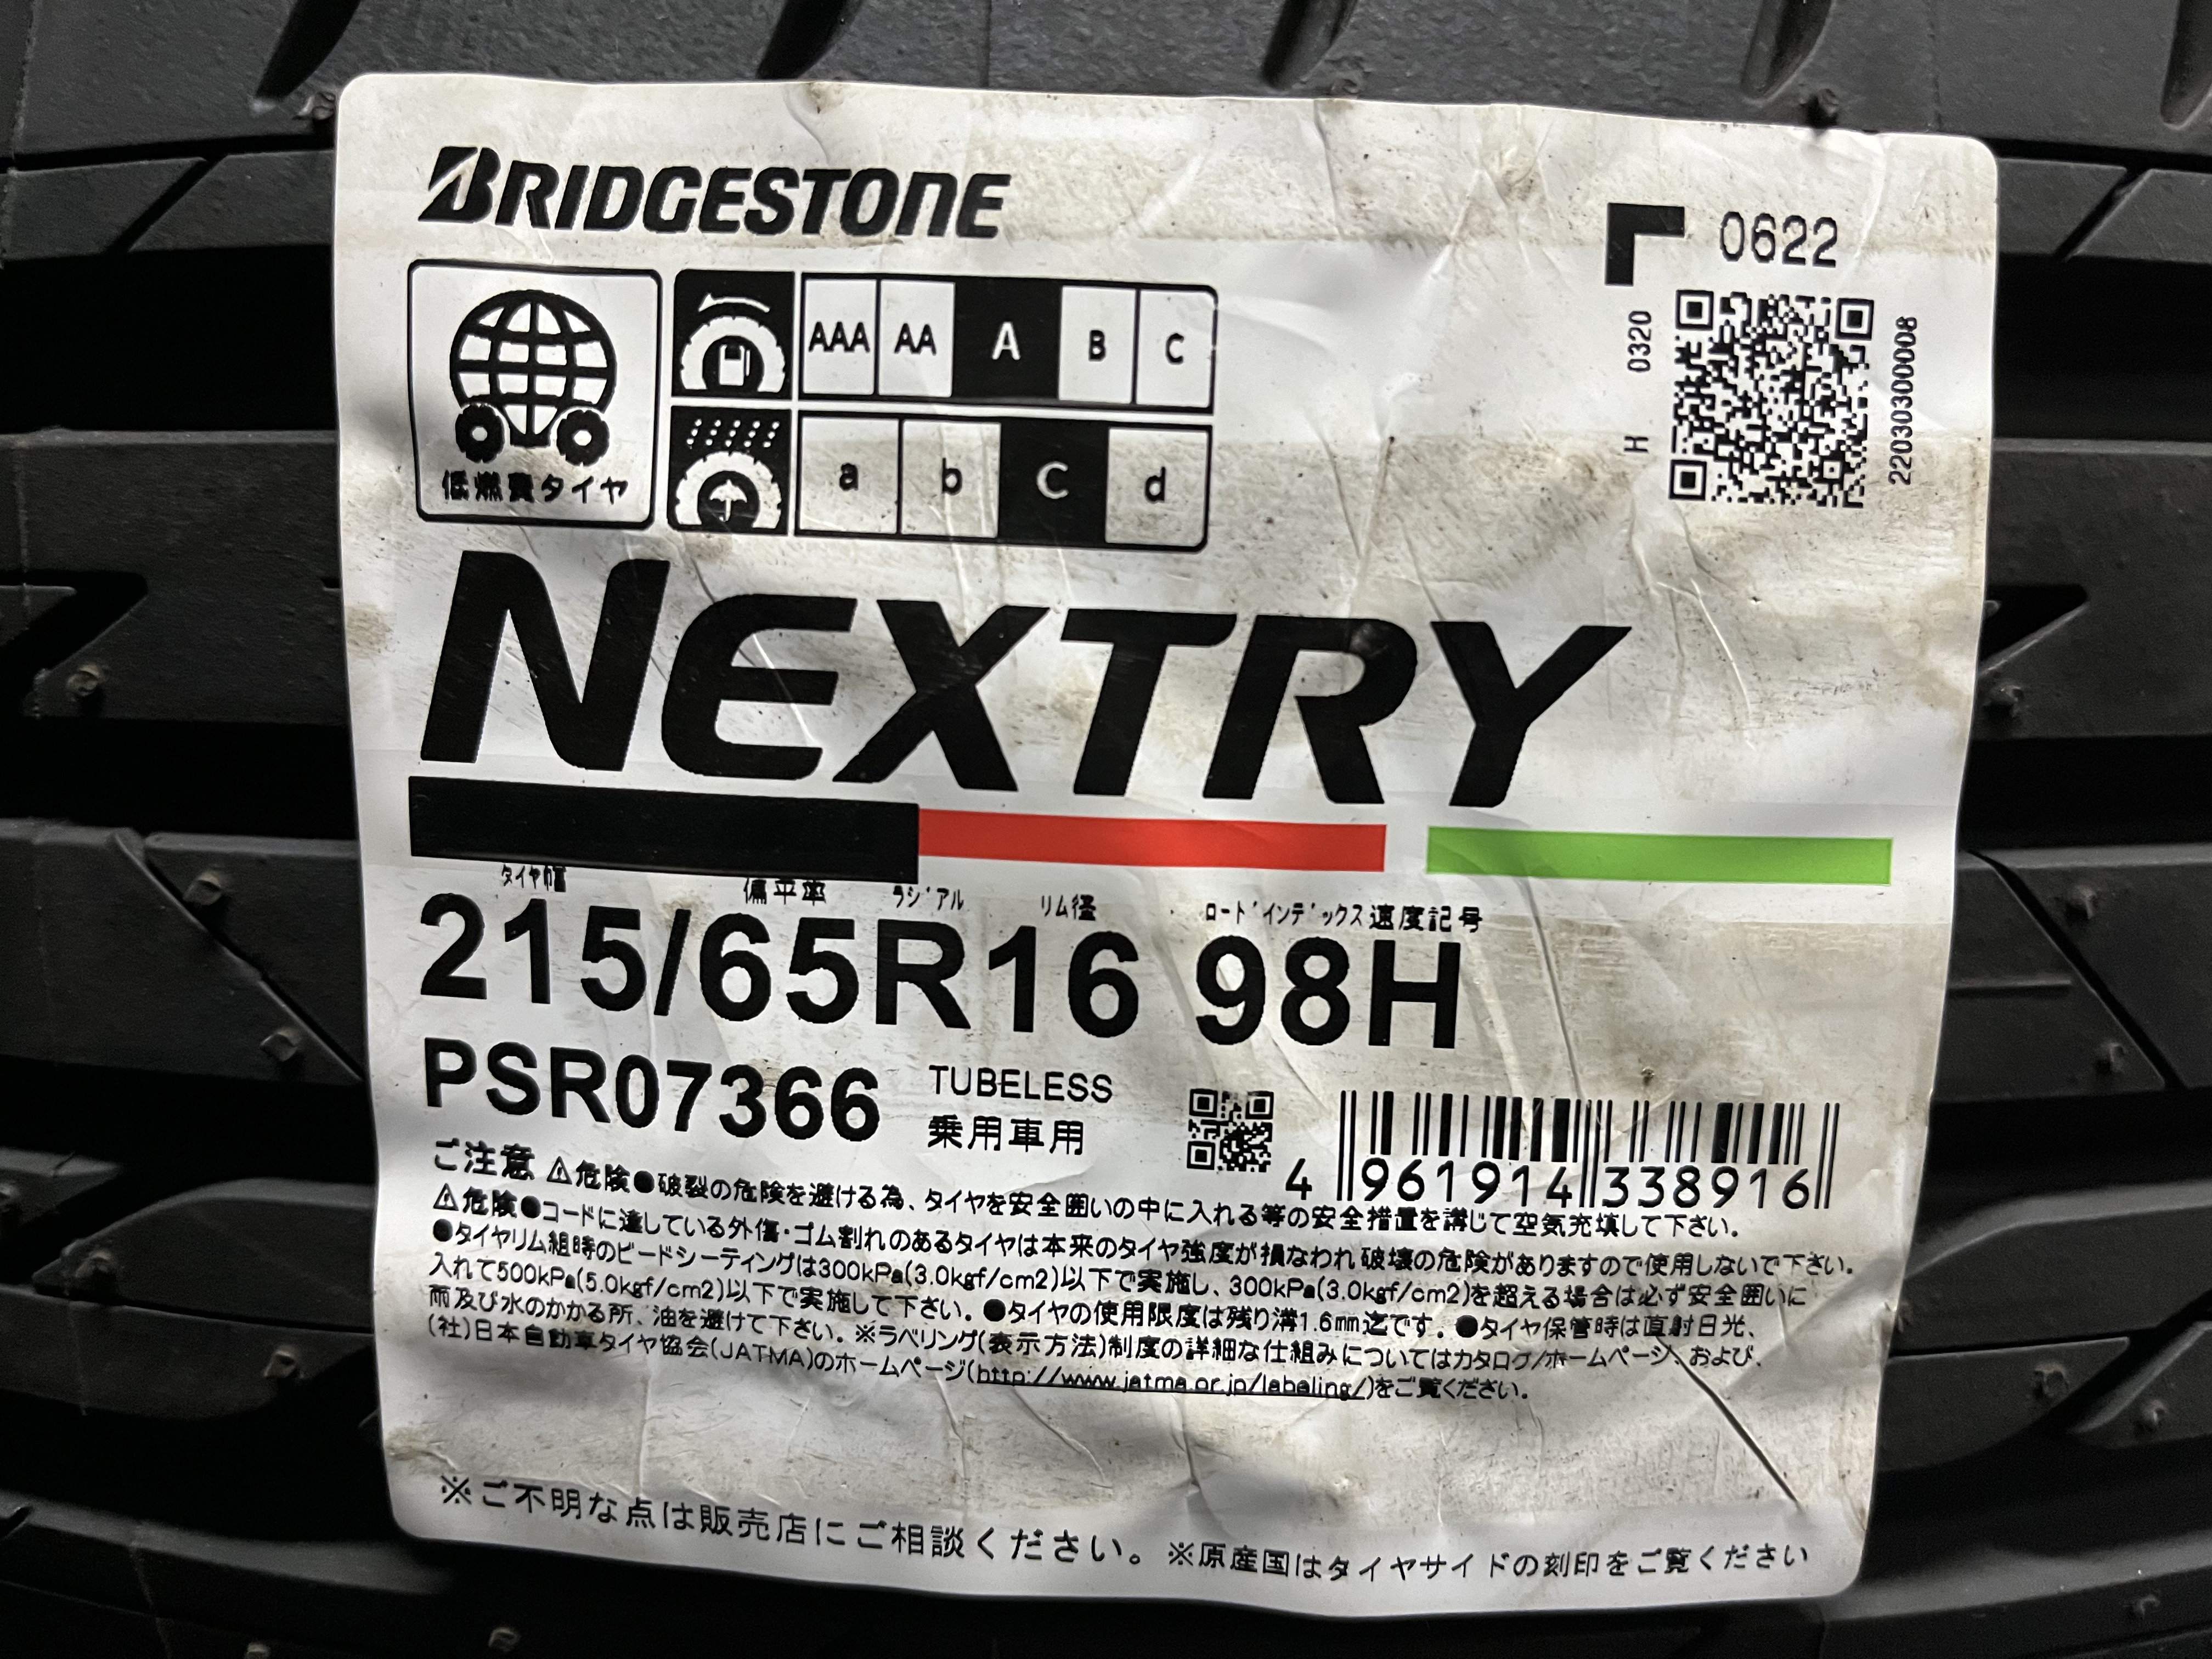 BRIDGESTONE
0622
H 0320
2203030300008
低燃費タイヤ
AAA AA A B C
a b c d
NEXTRY
タイヤ幅 偏平率 ラジアル リム径 ロードインデックス 速度記号
215/65R16 98H
PSR07366
TUBELESS
乗用車用
4 961914 338916
ご注意 ⚠危険●破裂の危険を避ける為、タイヤを安全囲いの中に入れる等の安全措置を講じて空気充填して下さい。
⚠危険●コードに達している外傷・ゴム割れのあるタイヤは本来のタイヤ強度が損なわれ破壊の危険がありますので使用しないで下さい。
●タイヤリム組時のビードシーティングは300kPa(3.0kgf/cm2)以下で実施し、300kPa(3.0kgf/cm2)を超える場合は必ず安全囲いに
入れて500kPa(5.0kgf/cm2)以下で実施して下さい。●タイヤの使用限度は残り溝1.6mm迄です。●タイヤ保管時は直射日光、
雨及び水のかかる所、油を避けて下さい。※ラベリング(表示方法)制度の詳細な仕組みについてはカタログ/ホームページ、および、
(社)日本自動車タイヤ協会(JATMA)のホームページ(http://www.jatma.or.jp/labeling/)をご覧ください。
※ご不明な点は販売店にご相談ください。※原産国はタイヤサイドの刻印をご覧ください